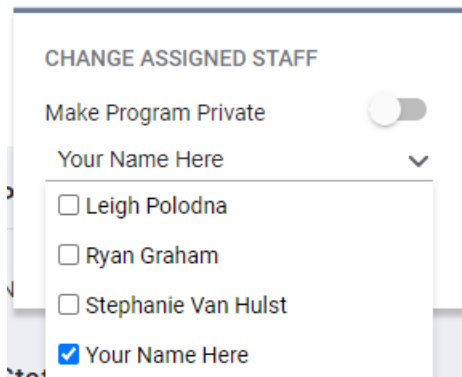 CHANGE ASSIGNED STAFF
Make Program Private
Your Name Here
Leigh Polodna
Ryan Graham
Stephanie Van Hulst
Your Name Here